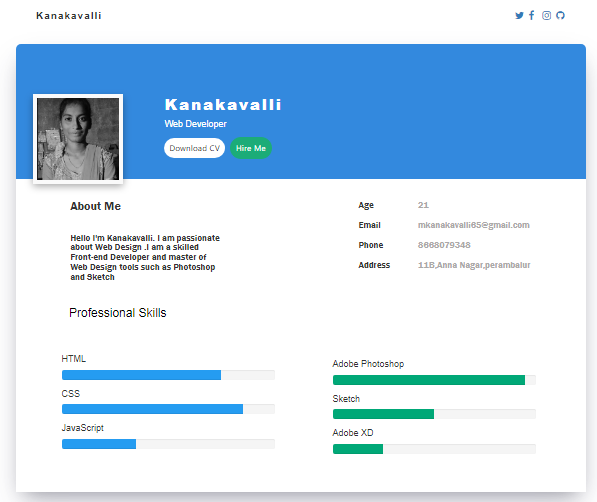 Kanakavalli
Kanakavalli
Web Developer
Download CV
Hire Me
About Me
Hello I'm Kanakavalli. I am passionate
about Web Design .I am a skilled
Front-end Developer and master of
Web Design tools such as Photoshop
and Sketch
Age 21
Email mkanakavalli65@gmail.com
Phone 8668079348
Address 11B,Anna Nagar,perambalur
Professional Skills
HTML
CSS
JavaScript
Adobe Photoshop
Sketch
Adobe XD